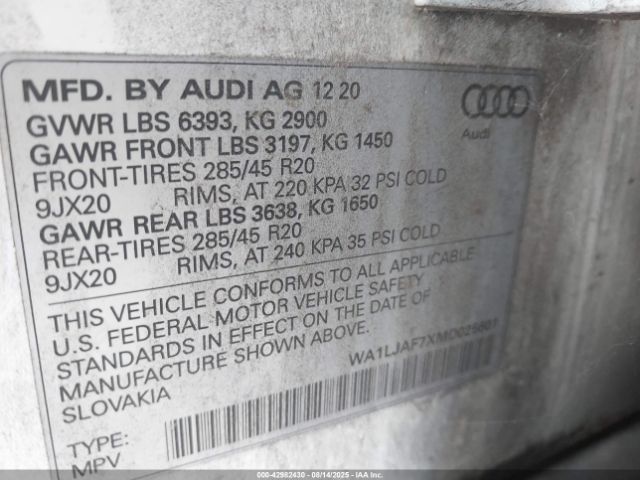 MFD. BY AUDI AG 12 20
GVWR LBS 6393, KG 2900
GAWR FRONT LBS 3197, KG 1450
FRONT-TIRES 285/45 R20
9JX20 RIMS, AT 220 KPA 32 PSI COLD
GAWR REAR LBS 3638, KG 1650
REAR-TIRES 285/45 R20
9JX20 RIMS, AT 240 KPA 35 PSI COLD
Audi
THIS VEHICLE CONFORMS TO ALL APPLICABLE
U.S. FEDERAL MOTOR VEHICLE SAFETY
STANDARDS IN EFFECT ON THE DATE OF
MANUFACTURE SHOWN ABOVE.
SLOVAKIA
WA1LJAF7XMD025601
TYPE:
MPV
000-42982430 - 08/14/2025 - COPART.COM